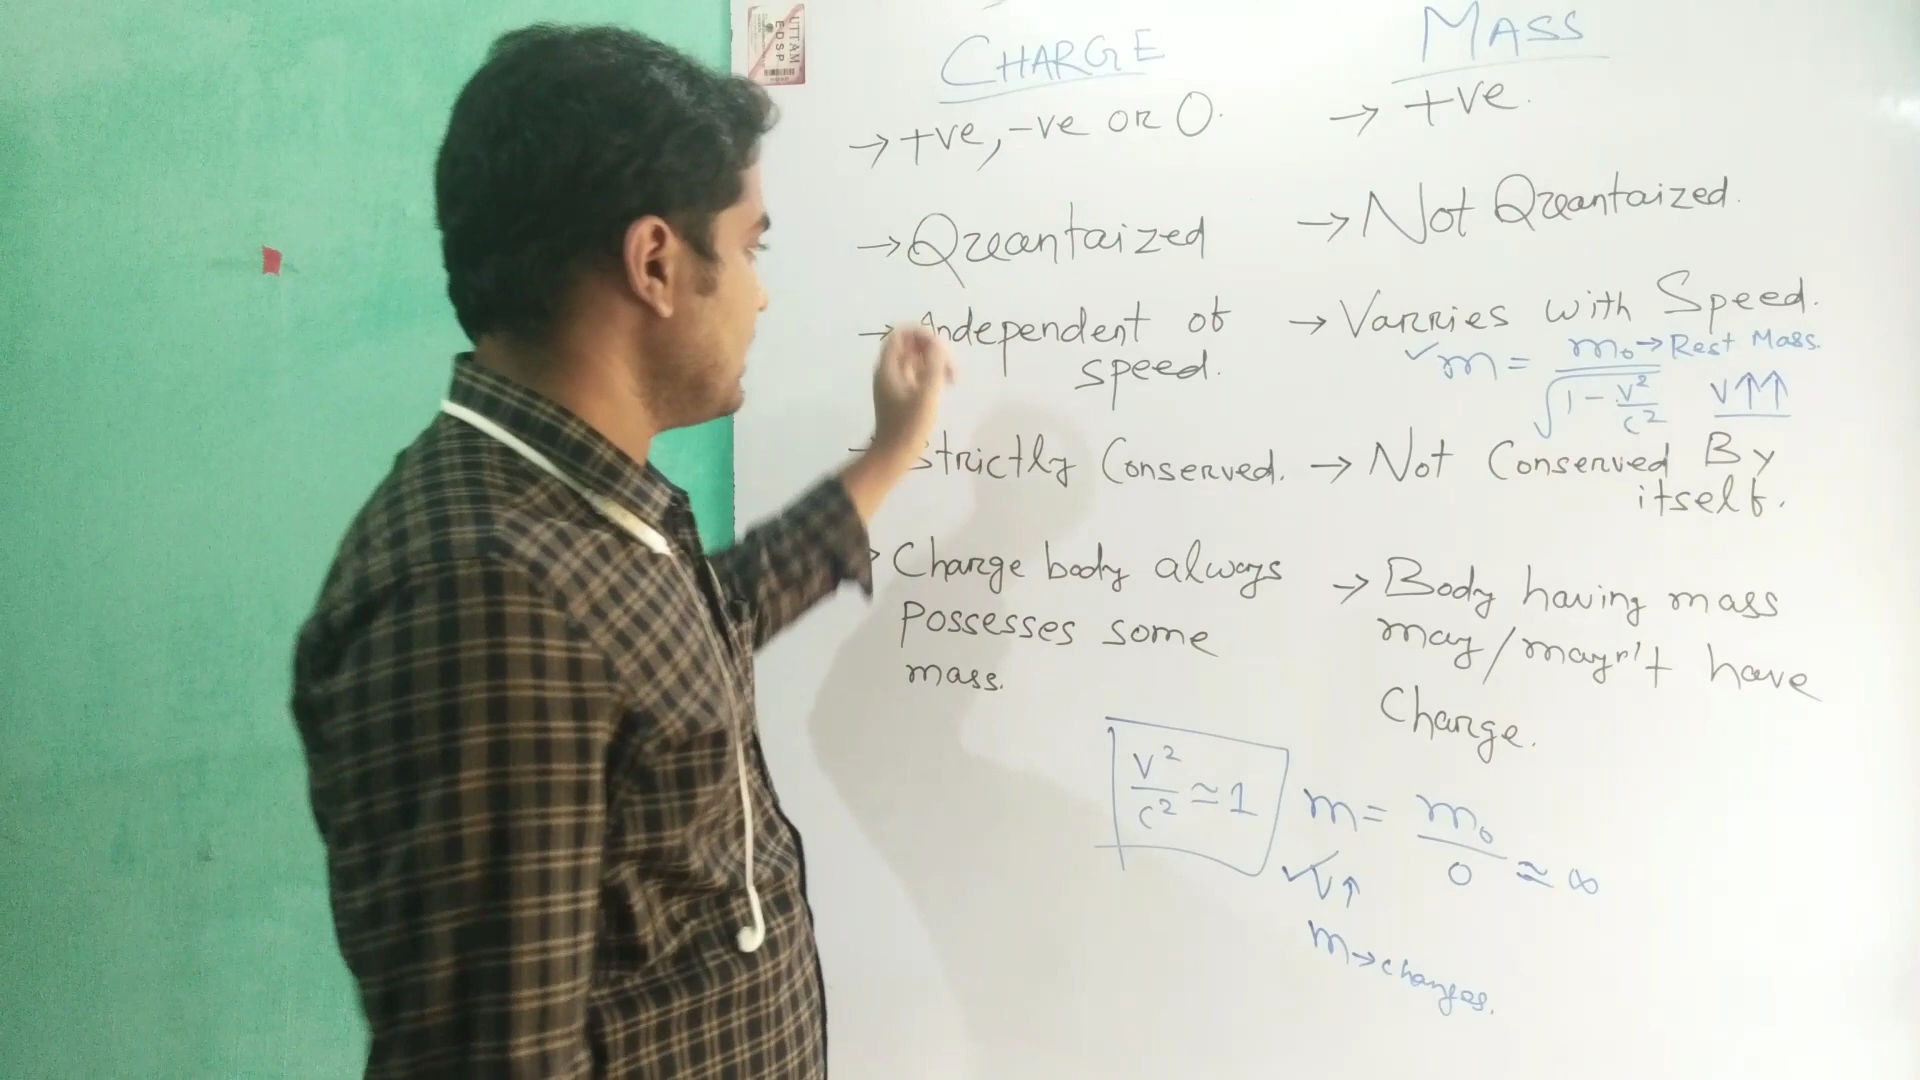 UTTAM
EDSP
CHARGE
→ +ve, -ve or 0.
→ Quantaized
→ Independent of
speed.
→ Strictly Conserved.
→ Charge body always
possesses some
mass.
MASS
→ +ve.
→ Not Quantaized.
→ Varries with Speed.
✓ m = m₀ → Rest Mass.
√1 - v²/c² v↑↑
→ Not Conserved By
itself.
→ Body having mass
may/mayn't have
Charge.
v²/c² ≃ 1
m = m₀/0 ≃ ∞
✓ v↑
m → changes.